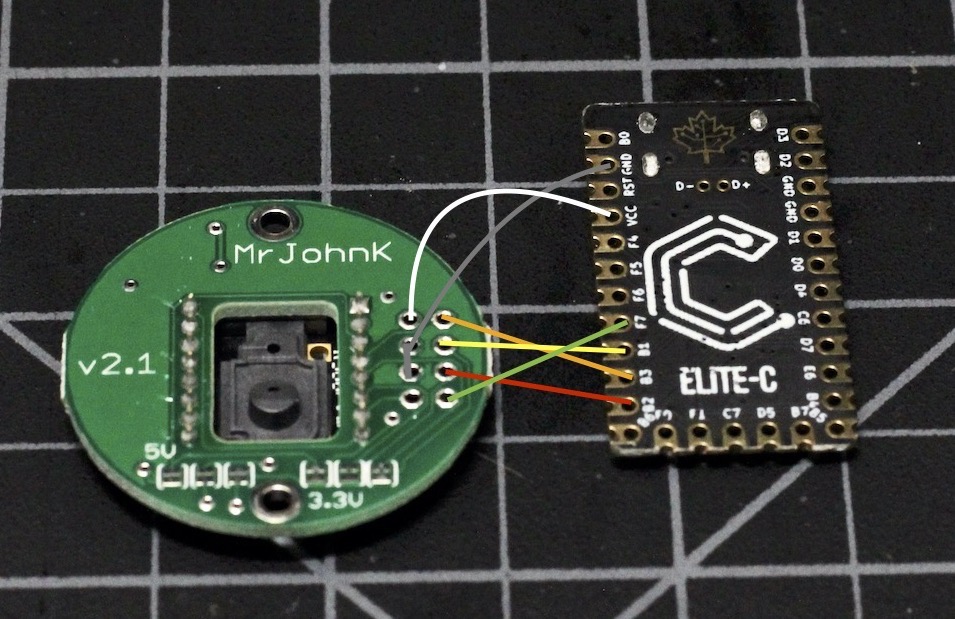 MrJohnK
v2.1
5V
3.3V
B0
GND
RST
VCC
F4
F5
F6
F7
B1
B3
B2
D-
D+
ELITE-C
D3
D2
GND
GND
D1
D0
D4
C6
D7
E6
B4
B5
F0
F1
C7
D5
B7